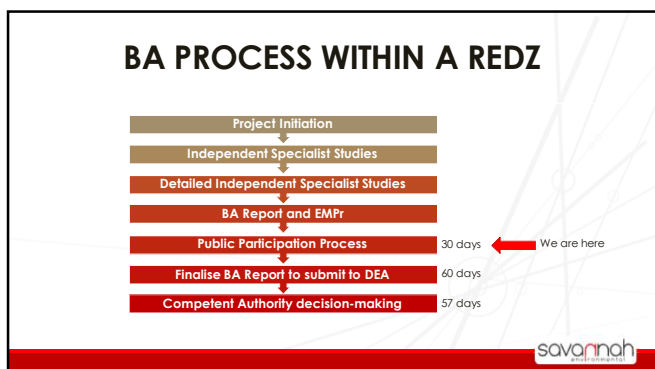 BA PROCESS WITHIN A REDZ
Project Initiation
Independent Specialist Studies
Detailed Independent Specialist Studies
BA Report and EMPr
Public Participation Process 30 days We are here
Finalise BA Report to submit to DEA 60 days
Competent Authority decision-making 57 days
savannah
environmental